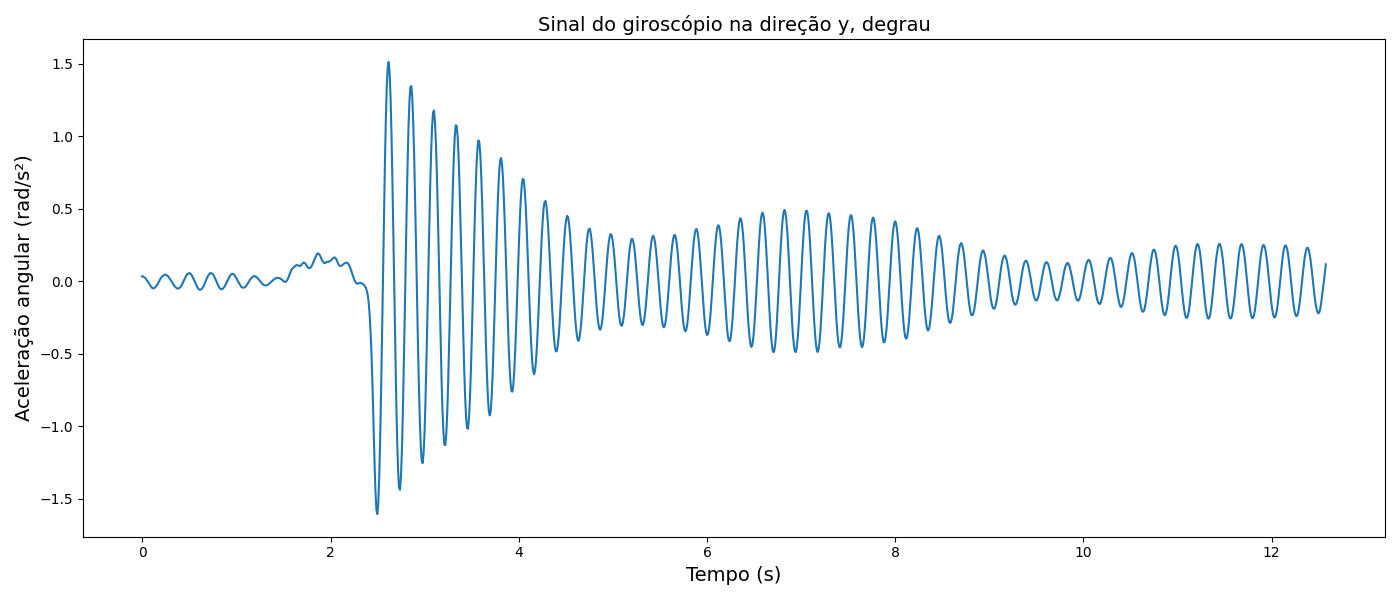 Sinal do giroscópio na direção y, degrau
Aceleração angular (rad/s²)
1.5
1.0
0.5
0.0
−0.5
−1.0
−1.5
0 2 4 6 8 10 12
Tempo (s)